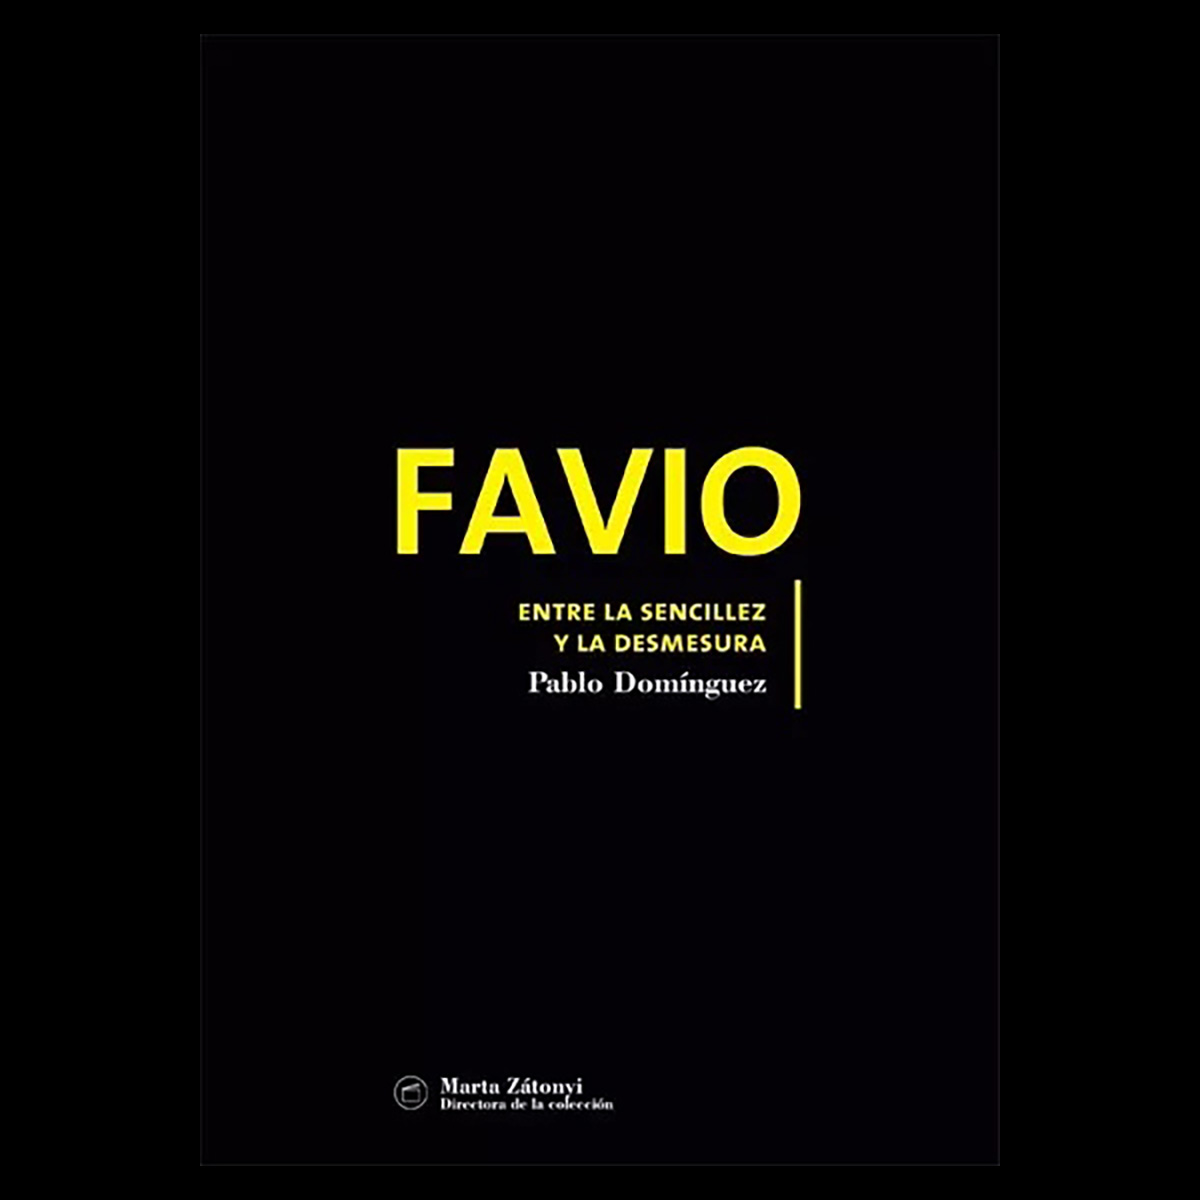 FAVIO
ENTRE LA SENCILLEZ
Y LA DESMESURA
Pablo Domínguez
Marta Zátonyi
Directora de la colección